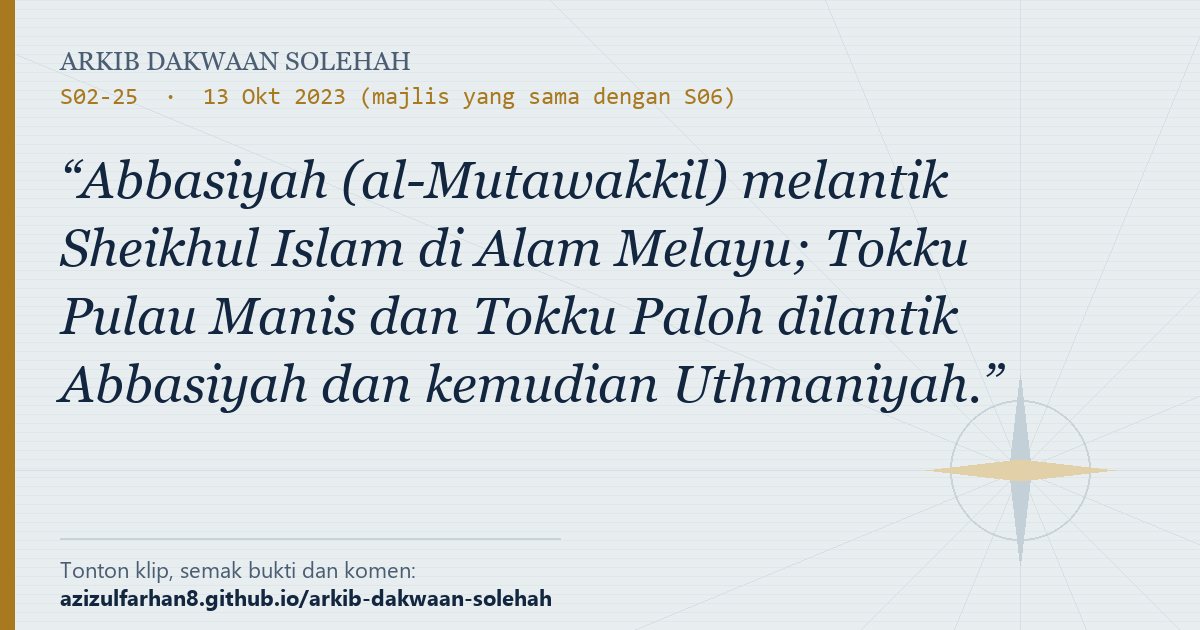 ARKIB DAKWAAN SOLEHAH
S02-25 · 13 Okt 2023 (majlis yang sama dengan S06)
“Abbasiyah (al-Mutawakkil) melantik
Sheikhul Islam di Alam Melayu; Tokku
Pulau Manis dan Tokku Paloh dilantik
Abbasiyah dan kemudian Uthmaniyah.”
Tonton klip, semak bukti dan komen:
azizulfarhan8.github.io/arkib-dakwaan-solehah